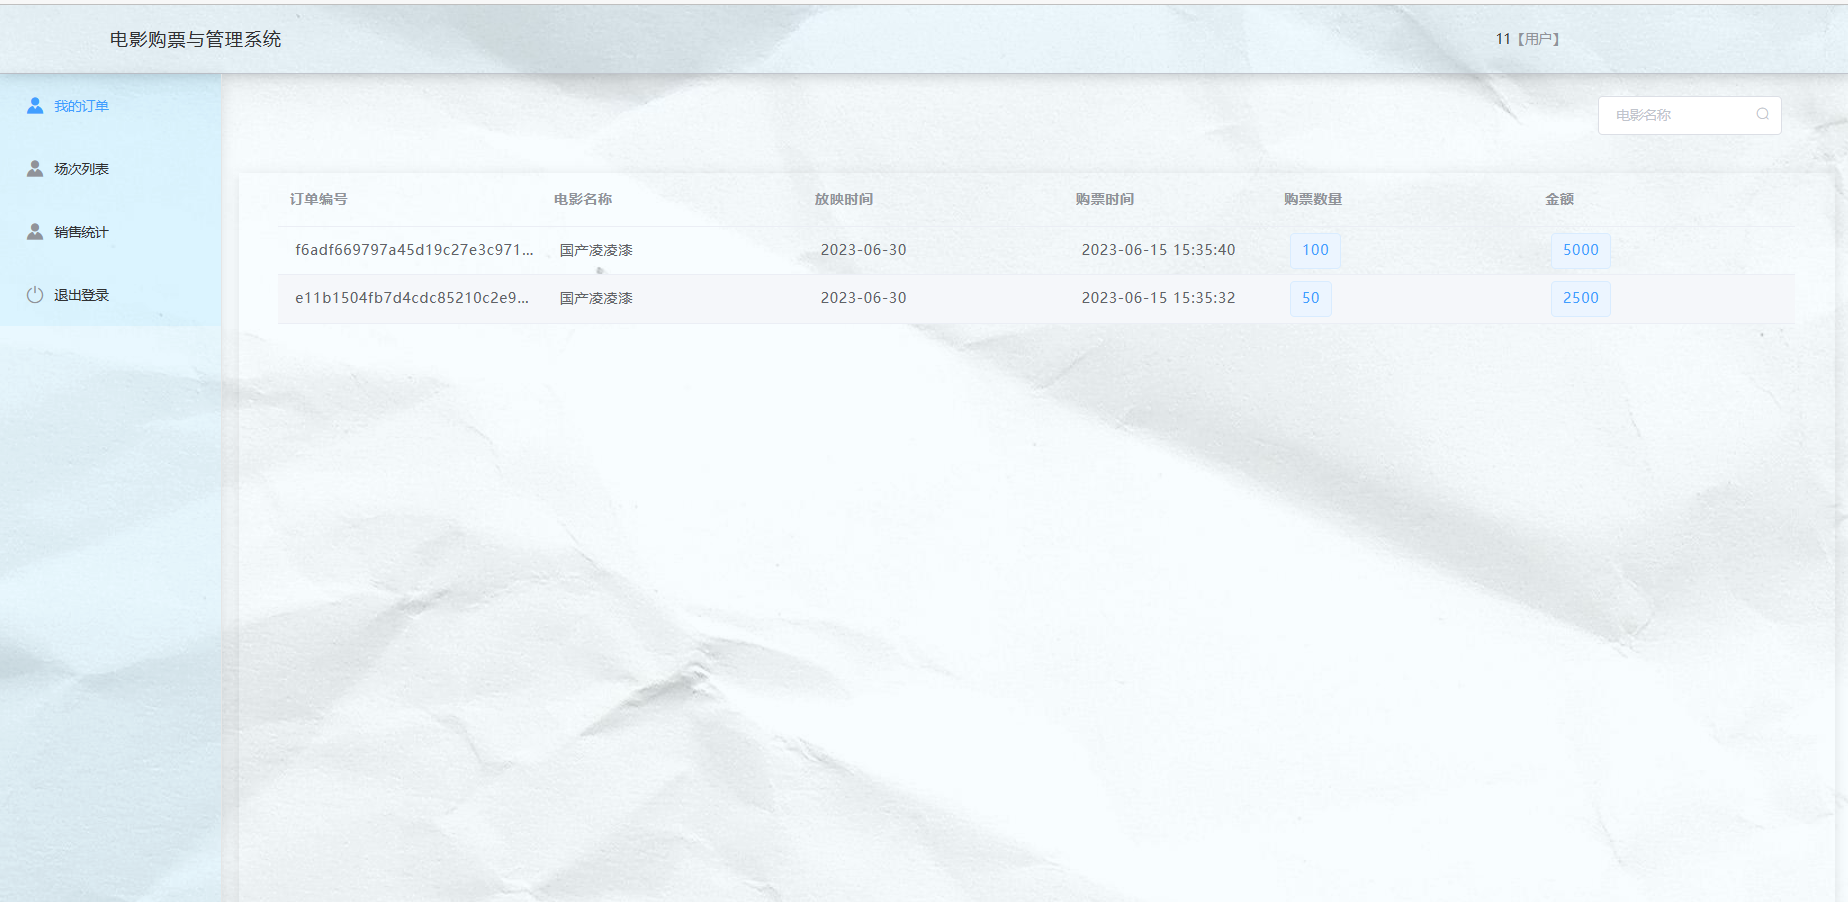 电影购票与管理系统
11【用户】
我的订单
场次列表
销售统计
退出登录
电影名称
订单编号 电影名称 放映时间 购票时间 购票数量 金额
f6adf669797a45d19c27e3c971... 国产凌凌漆 2023-06-30 2023-06-15 15:35:40 100 5000
e11b1504fb7d4cdc85210c2e9... 国产凌凌漆 2023-06-30 2023-06-15 15:35:32 50 2500